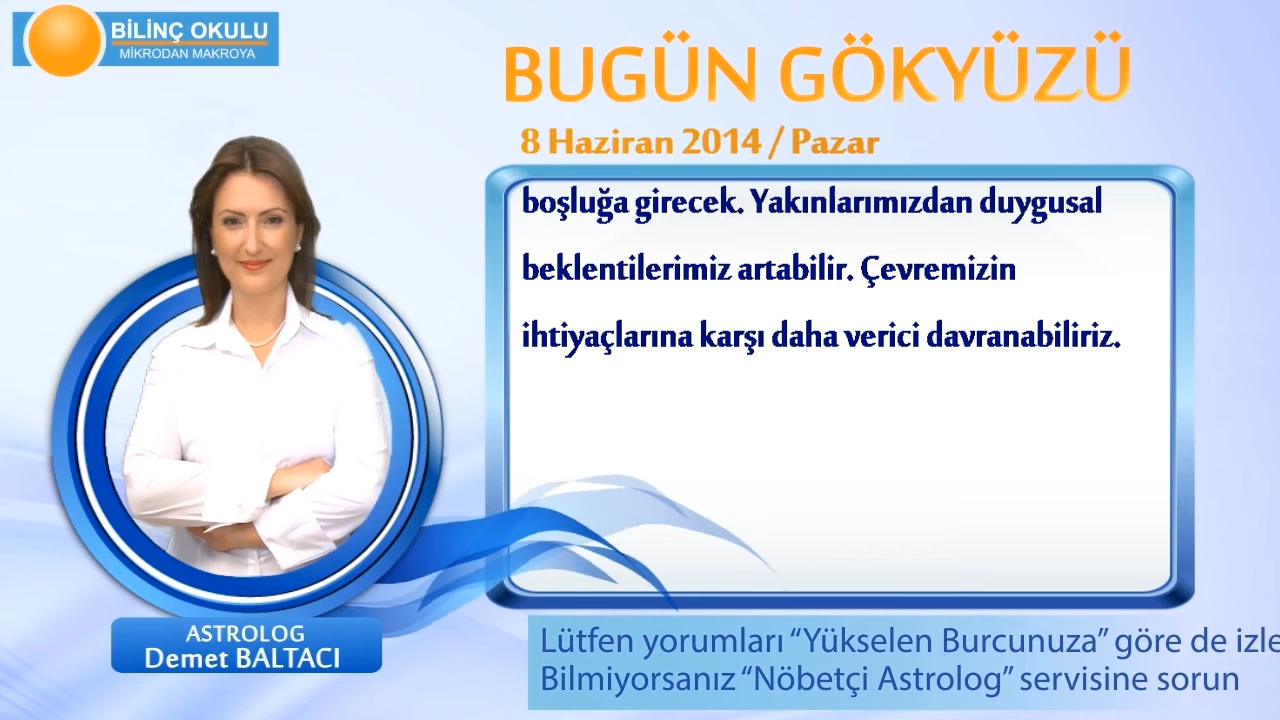 BİLİNÇ OKULU
MİKRODAN MAKROYA
BUGÜN GÖKYÜZÜ
8 Haziran 2014 / Pazar
boşluğa girecek. Yakınlarımızdan duygusal
beklentilerimiz artabilir. Çevremizin
ihtiyaçlarına karşı daha verici davranabiliriz.
ASTROLOG
Demet BALTACI
Lütfen yorumları “Yükselen Burcunuza” göre de izle
Bilmiyorsanız “Nöbetçi Astrolog” servisine sorun